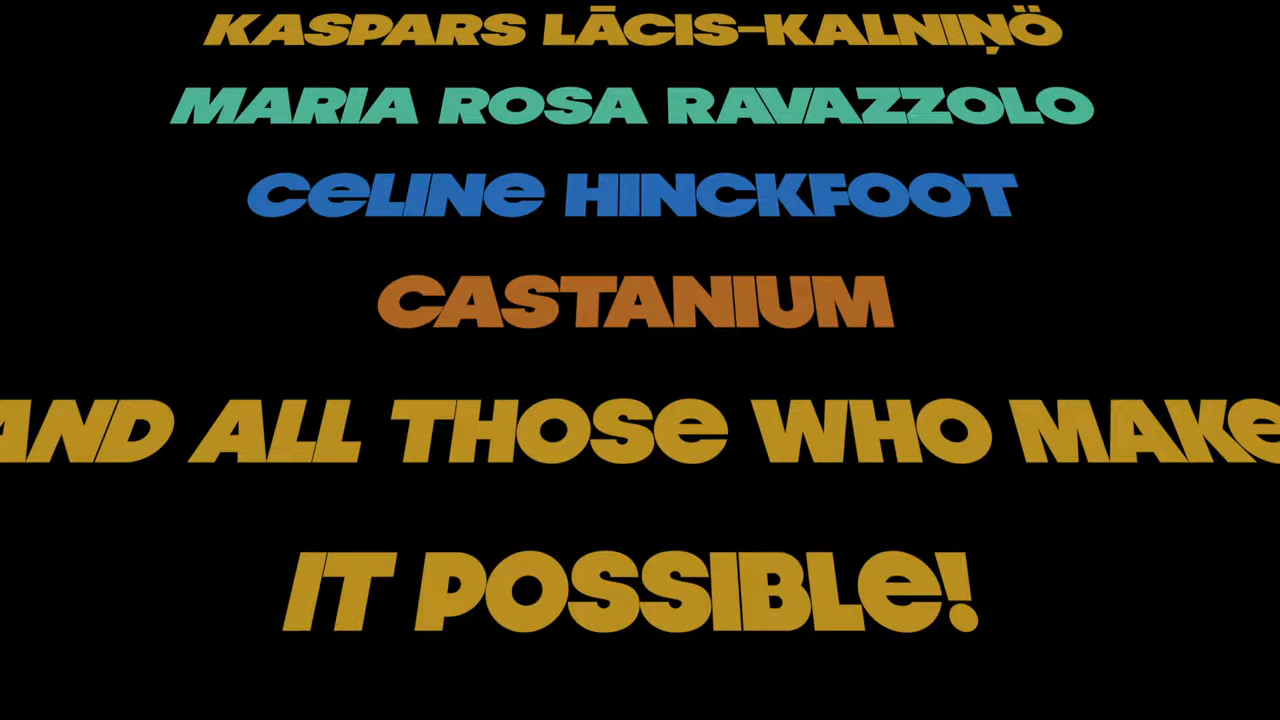 KASPARS LĀCIS-KALNIŅÖ
MARIA ROSA RAVAZZOLO
CeLINe HINCKFOOT
CASTANIUM
AND ALL THOSe WHO MAKe
IT POSSIBLe!